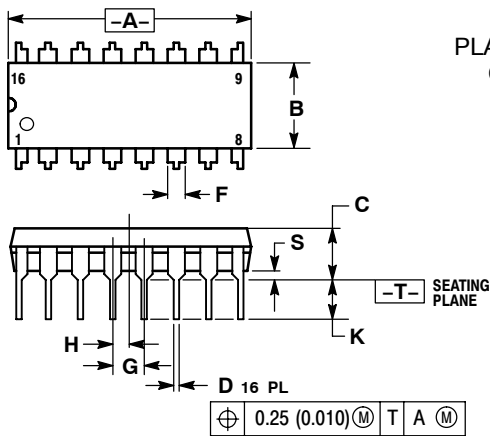 –A–
PLA
16 9
B
1 8
F
C
S
–T– SEATING
PLANE
K
H
G
D 16 PL
⌖ 0.25 (0.010) Ⓜ T A Ⓜ